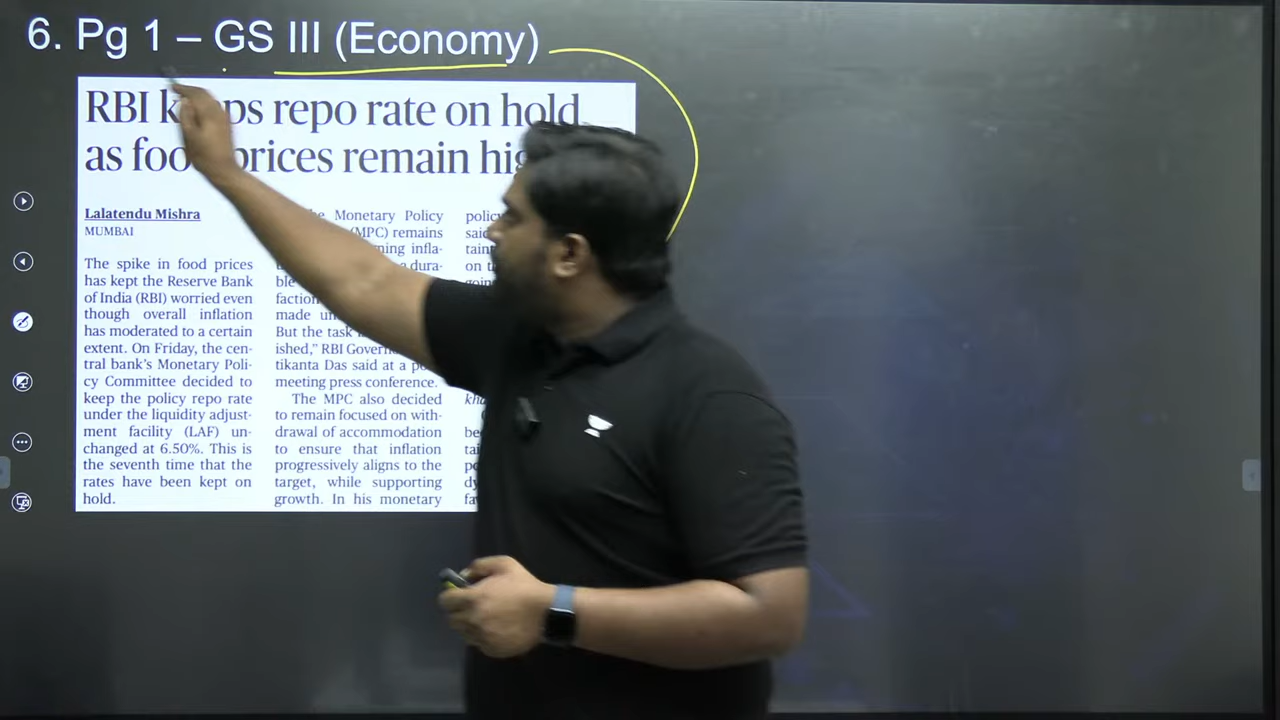 6. Pg 1 – GS III (Economy)
RBI repo rate on hold
as prices remain
Lalatendu Mishra
MUMBAI
The spike in food prices
has kept the Reserve Bank
of India (RBI) worried even
though overall inflation
has moderated to a certain
extent. On Friday, the cen-
tral bank's Monetary Poli-
cy Committee decided to
keep the policy repo rate
under the liquidity adjust-
ment facility (LAF) un-
changed at 6.50%. This is
the seventh time that the
rates have been kept on
hold.
Monetary Policy
(MPC) remains
infla-
a dura-
ble
faction
made
But the task
ished," RBI
tikanta Das said at a
meeting press conference.
The MPC also decided
to remain focused on with-
drawal of accommodation
to ensure that inflation
progressively aligns to the
target, while supporting
growth. In his monetary